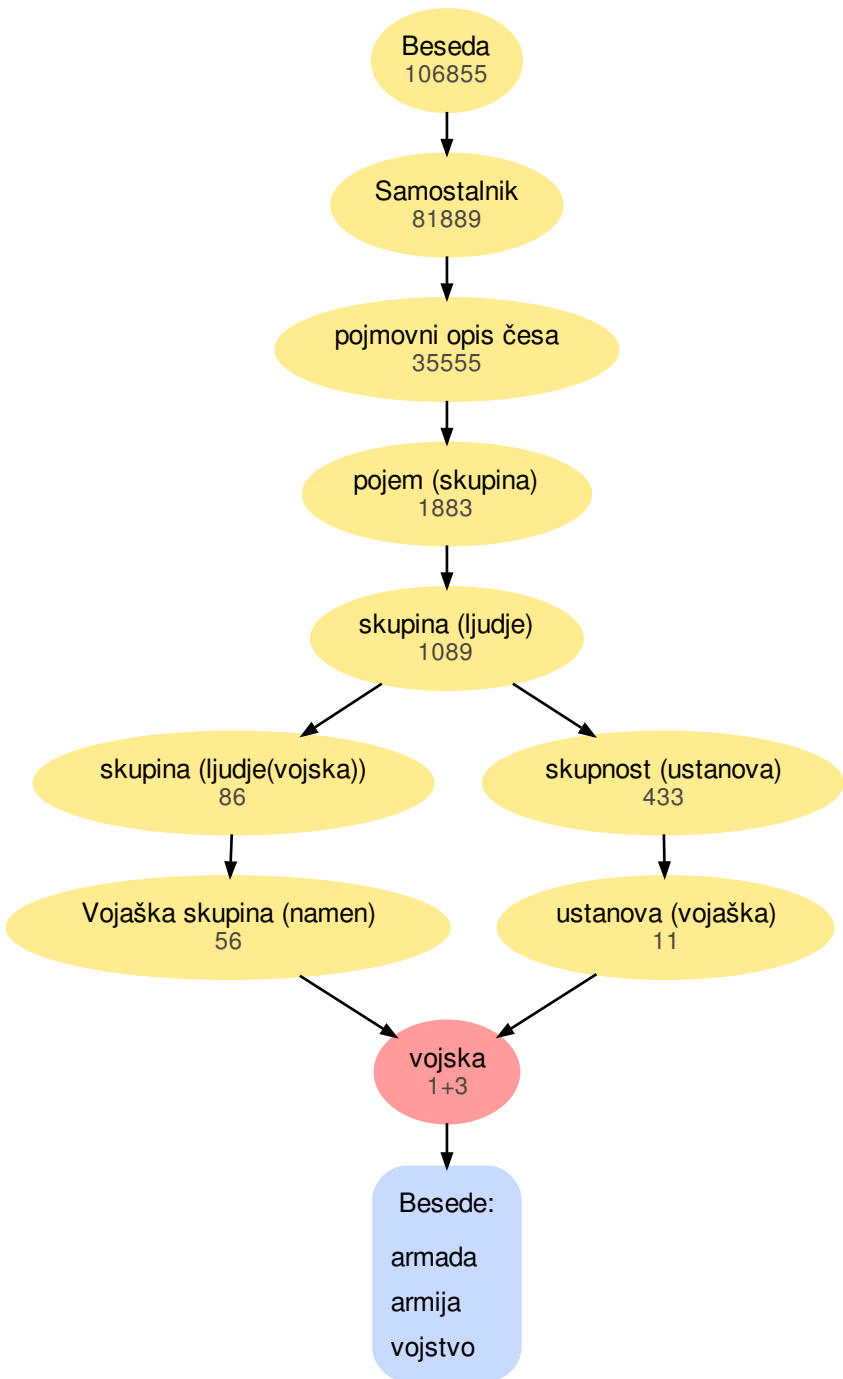 Beseda
106855
Samostalnik
81889
pojmovni opis česa
35555
pojem (skupina)
1883
skupina (ljudje)
1089
skupina (ljudje(vojska))
86
skupnost (ustanova)
433
Vojaška skupina (namen)
56
ustanova (vojaška)
11
vojska
1+3
Besede:
armada
armija
vojstvo